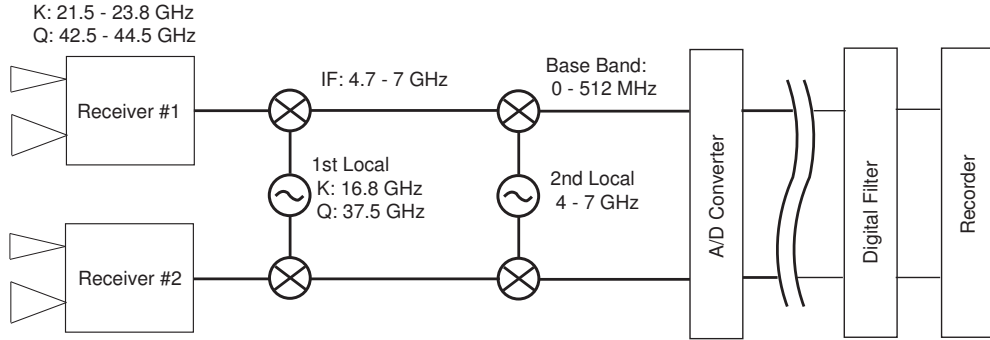 K: 21.5 - 23.8 GHz
Q: 42.5 - 44.5 GHz
Receiver #1
IF: 4.7 - 7 GHz
Base Band:
0 - 512 MHz
1st Local
K: 16.8 GHz
Q: 37.5 GHz
2nd Local
4 - 7 GHz
A/D Converter
Digital Filter
Recorder
Receiver #2